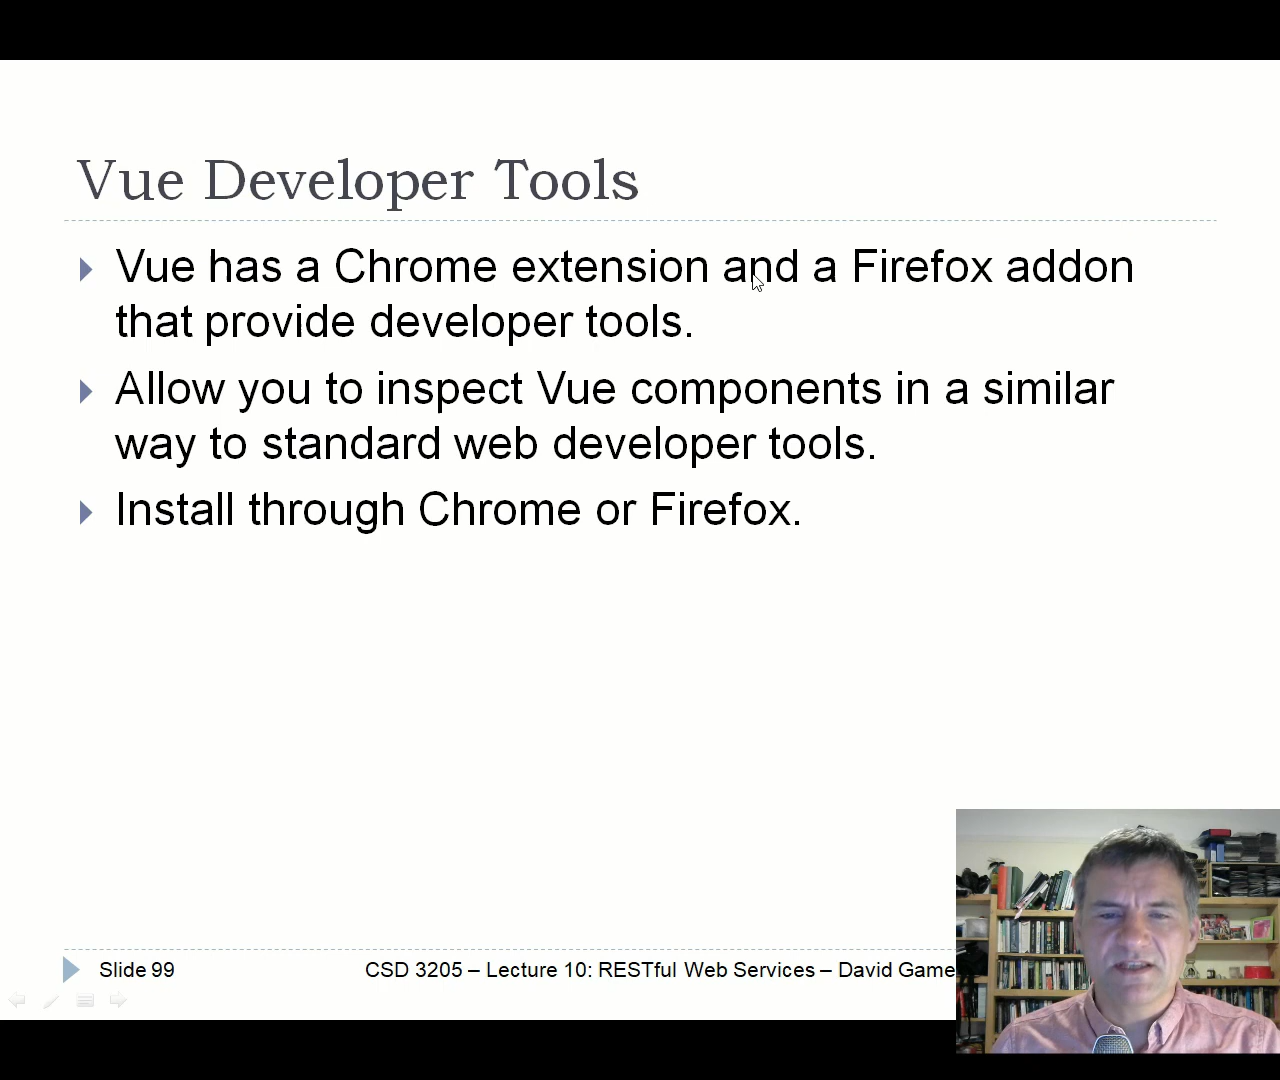 Vue Developer Tools
Vue has a Chrome extension and a Firefox addon
that provide developer tools.
Allow you to inspect Vue components in a similar
way to standard web developer tools.
Install through Chrome or Firefox.
Slide 99
CSD 3205 – Lecture 10: RESTful Web Services – David Game